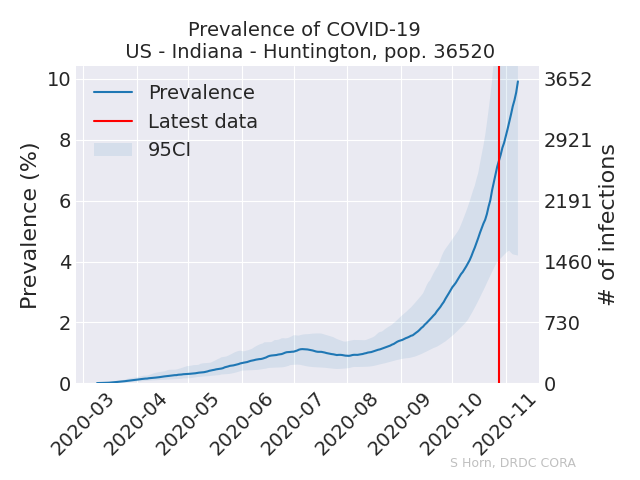 Prevalence of COVID-19
US - Indiana - Huntington, pop. 36520
Prevalence
Latest data
95CI
Prevalence (%)
10
8
6
4
2
0
3652
2921
2191
1460
730
0
# of infections
2020-03
2020-04
2020-05
2020-06
2020-07
2020-08
2020-09
2020-10
2020-11
S Horn, DRDC CORA